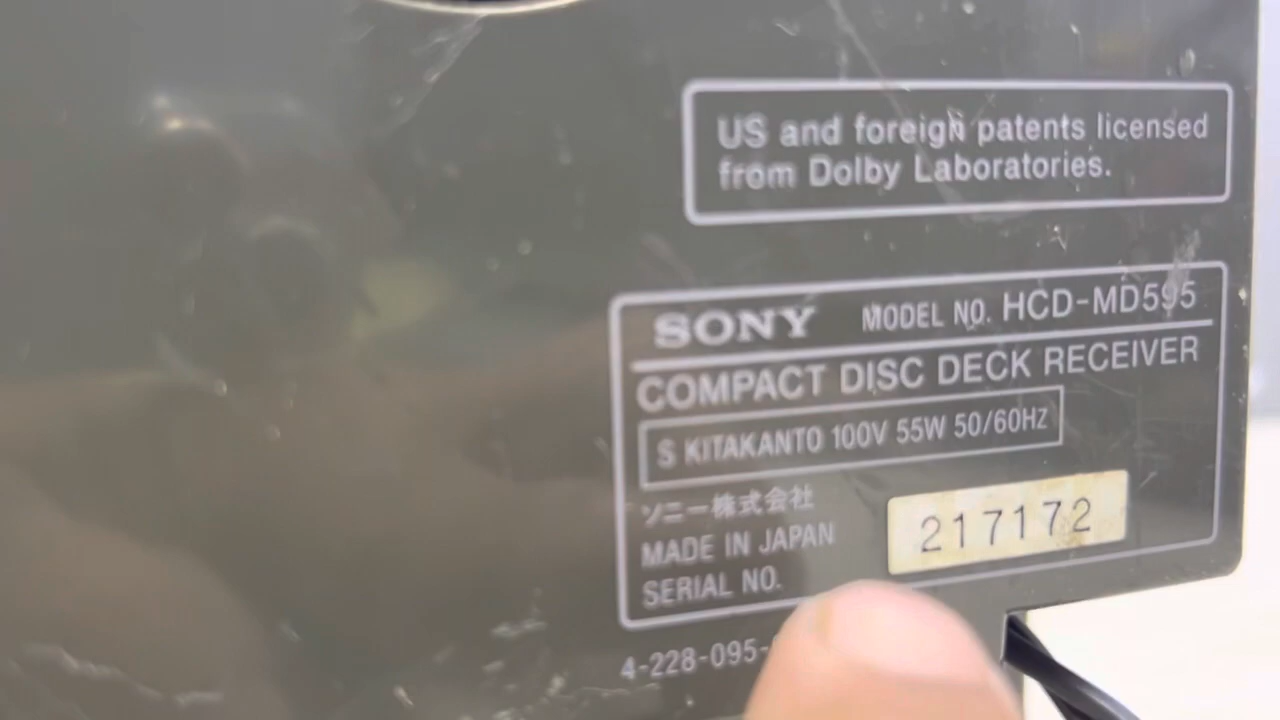 US and foreign patents licensed
from Dolby Laboratories.
SONY MODEL NO. HCD-MD595
COMPACT DISC DECK RECEIVER
S KITAKANTO 100V 55W 50/60HZ
ソニー株式会社
MADE IN JAPAN
SERIAL NO. 217172
4-228-095-